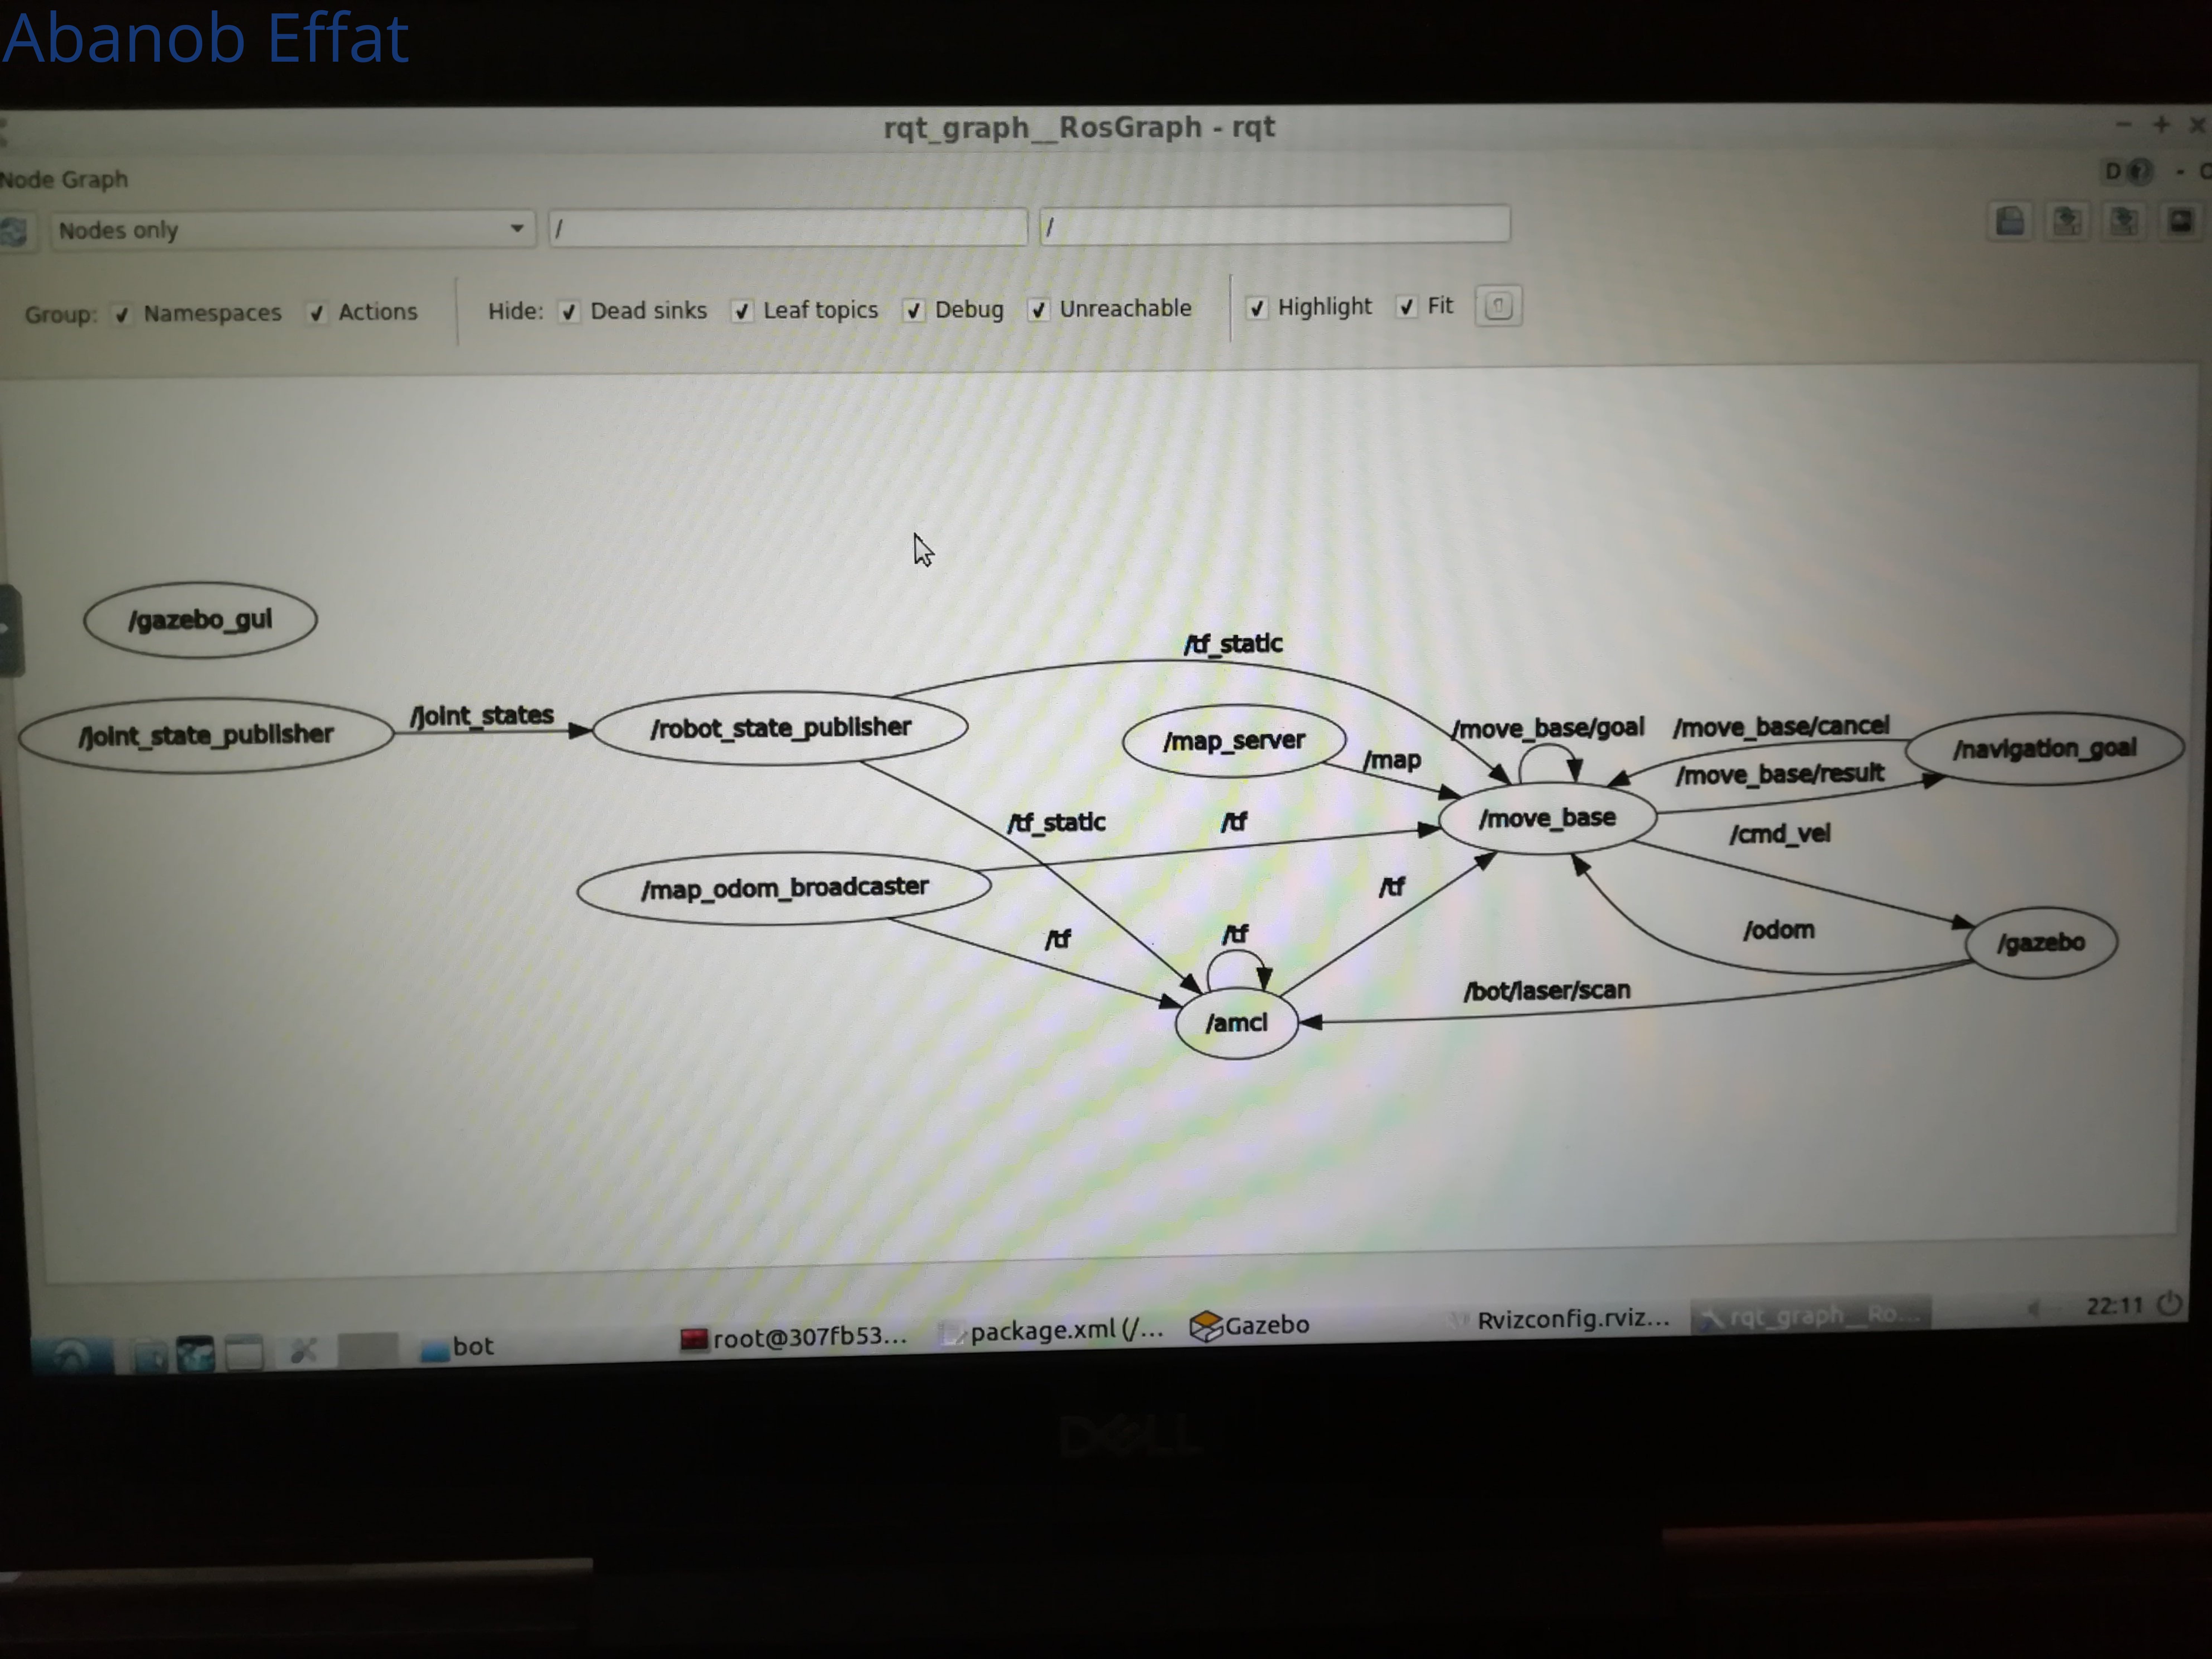 Abanob Effat
rqt_graph__RosGraph - rqt
Node Graph
D
Nodes only
/
/
Group: Namespaces Actions Hide: Dead sinks Leaf topics Debug Unreachable Highlight Fit
/gazebo_gui
/tf_static
/joint_state_publisher
/joint_states
/robot_state_publisher
/map_server
/map
/move_base/goal
/move_base/cancel
/navigation_goal
/move_base/result
/move_base
/tf_static
/tf
/cmd_vel
/map_odom_broadcaster
/tf
/tf
/tf
/odom
/gazebo
/bot/laser/scan
/amcl
bot
root@307fb53...
package.xml (/...
Gazebo
Rvizconfig.rviz...
rqt_graph__Ro...
22:11
DELL